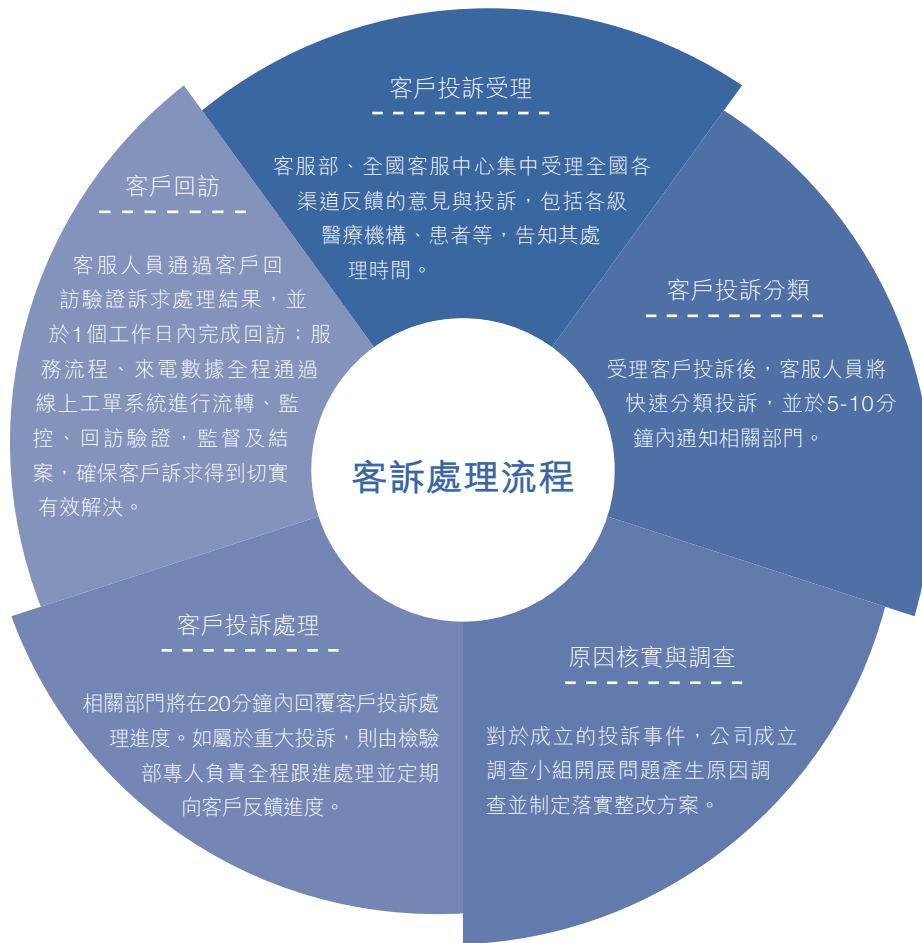 客戶投訴受理
客服部、全國客服中心集中受理全國各
渠道反饋的意見與投訴，包括各級
醫療機構、患者等，告知其處
理時間。
客戶投訴分類
受理客戶投訴後，客服人員將
快速分類投訴，並於5-10分
鐘內通知相關部門。
原因核實與調查
對於成立的投訴事件，公司成立
調查小組開展問題產生原因調
查並制定落實整改方案。
客戶投訴處理
相關部門將在20分鐘內回覆客戶投訴處
理進度。如屬於重大投訴，則由檢驗
部專人負責全程跟進處理並定期
向客戶反饋進度。
客戶回訪
客服人員通過客戶回
訪驗證訴求處理結果，並
於1個工作日內完成回訪；服
務流程、來電數據全程通過
線上工單系統進行流轉、監
控、回訪驗證，監督及結
案，確保客戶訴求得到切實
有效解決。
客訴處理流程